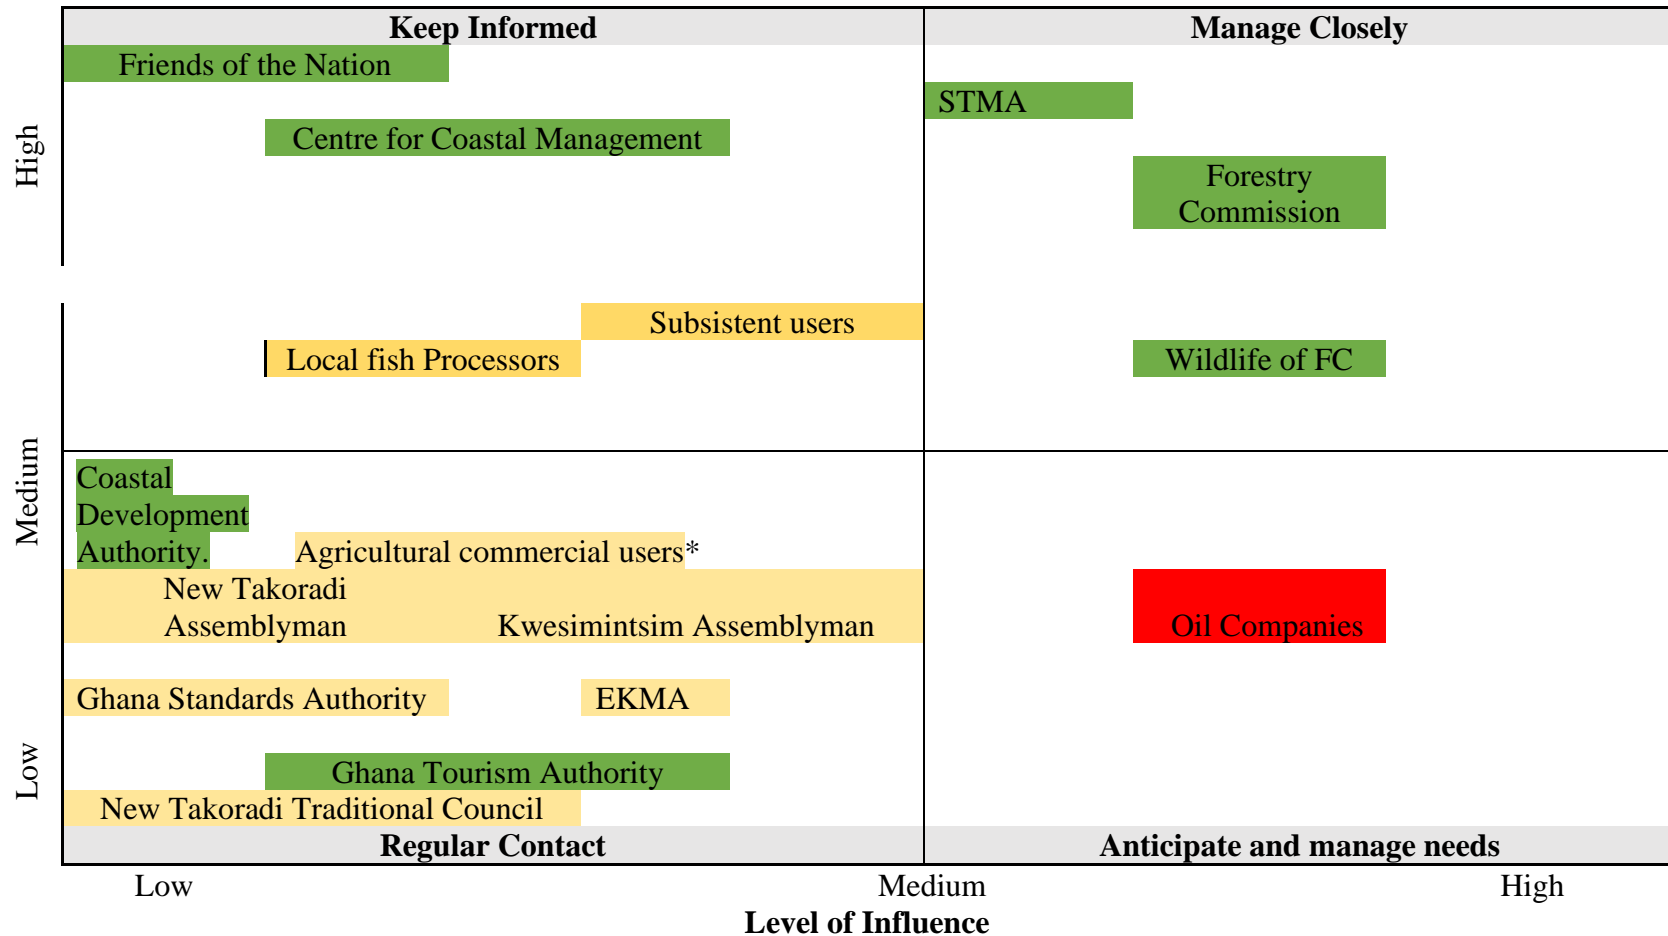 Keep Informed
Manage Closely
Friends of the Nation
STMA
Centre for Coastal Management
High
Forestry
Commission
Subsistent users
Local fish Processors
Wildlife of FC
Medium
Coastal
Development
Authority.
Agricultural commercial users*
New Takoradi
Assemblyman
Kwesimintsim Assemblyman
Oil Companies
Ghana Standards Authority
EKMA
Low
Ghana Tourism Authority
New Takoradi Traditional Council
Regular Contact
Anticipate and manage needs
Low
Medium
High
Level of Influence